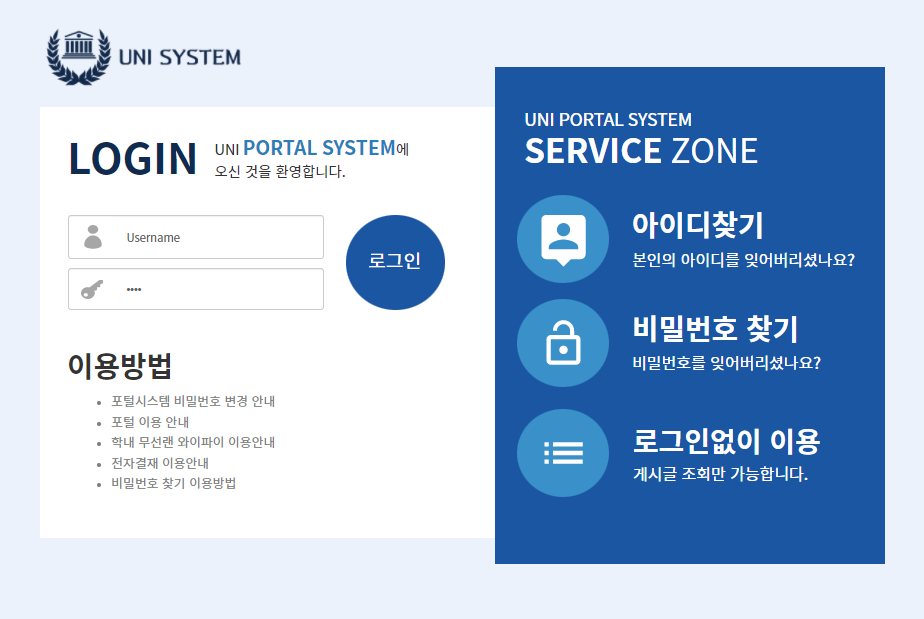 UNI SYSTEM
LOGIN
UNI PORTAL SYSTEM에
오신 것을 환영합니다.
Username
••••
로그인
이용방법
• 포털시스템 비밀번호 변경 안내
• 포털 이용 안내
• 학내 무선랜 와이파이 이용안내
• 전자결재 이용안내
• 비밀번호 찾기 이용방법
UNI PORTAL SYSTEM
SERVICE ZONE
아이디찾기
본인의 아이디를 잊어버리셨나요?
비밀번호 찾기
비밀번호를 잊어버리셨나요?
로그인없이 이용
게시글 조회만 가능합니다.